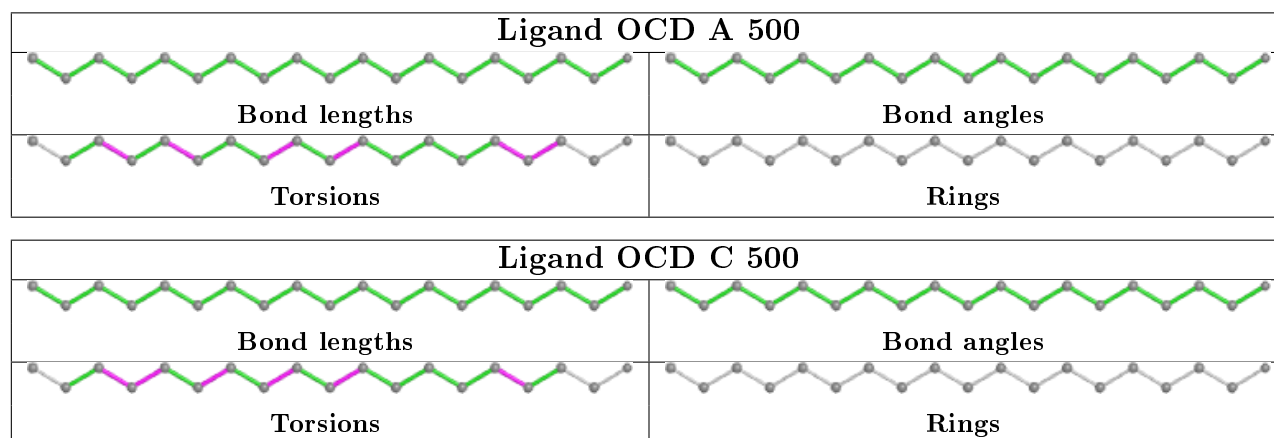 Ligand OCD A 500
Bond lengths
Bond angles
Torsions
Rings
Ligand OCD C 500
Bond lengths
Bond angles
Torsions
Rings